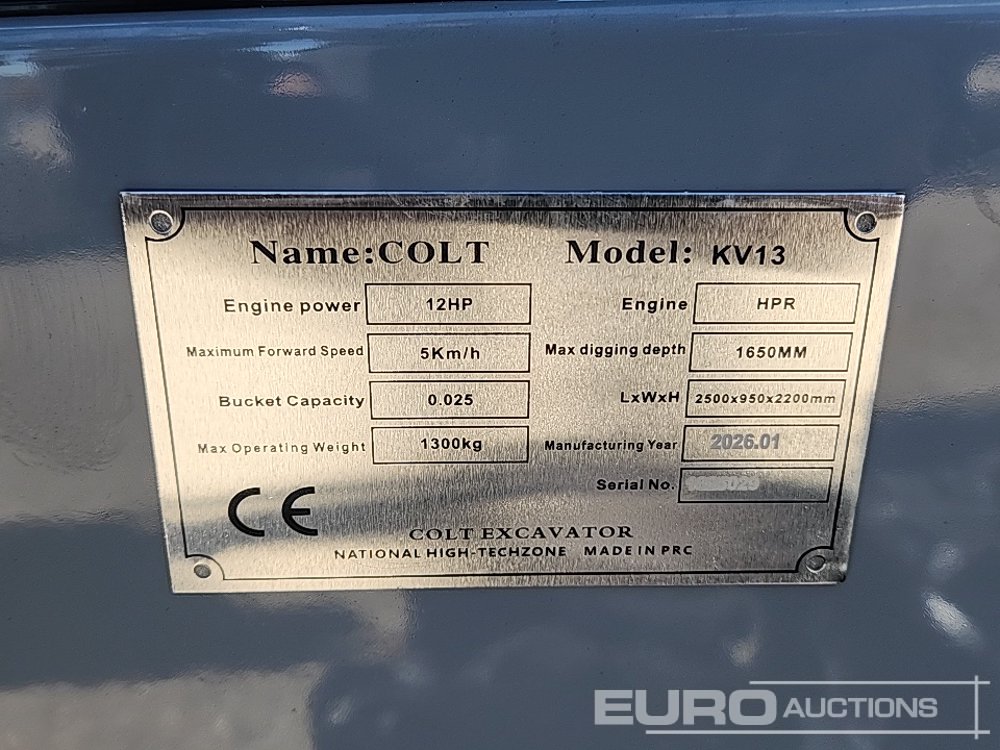 Name:COLT Model: KV13
Engine power 12HP Engine HPR
Maximum Forward Speed 5Km/h Max digging depth 1650MM
Bucket Capacity 0.025 LxWxH 2500x950x2200mm
Max Operating Weight 1300kg Manufacturing Year 2026.01
Serial No.
CE
COLT EXCAVATOR
NATIONAL HIGH-TECHZONE MADE IN PRC
EURO AUCTIONS